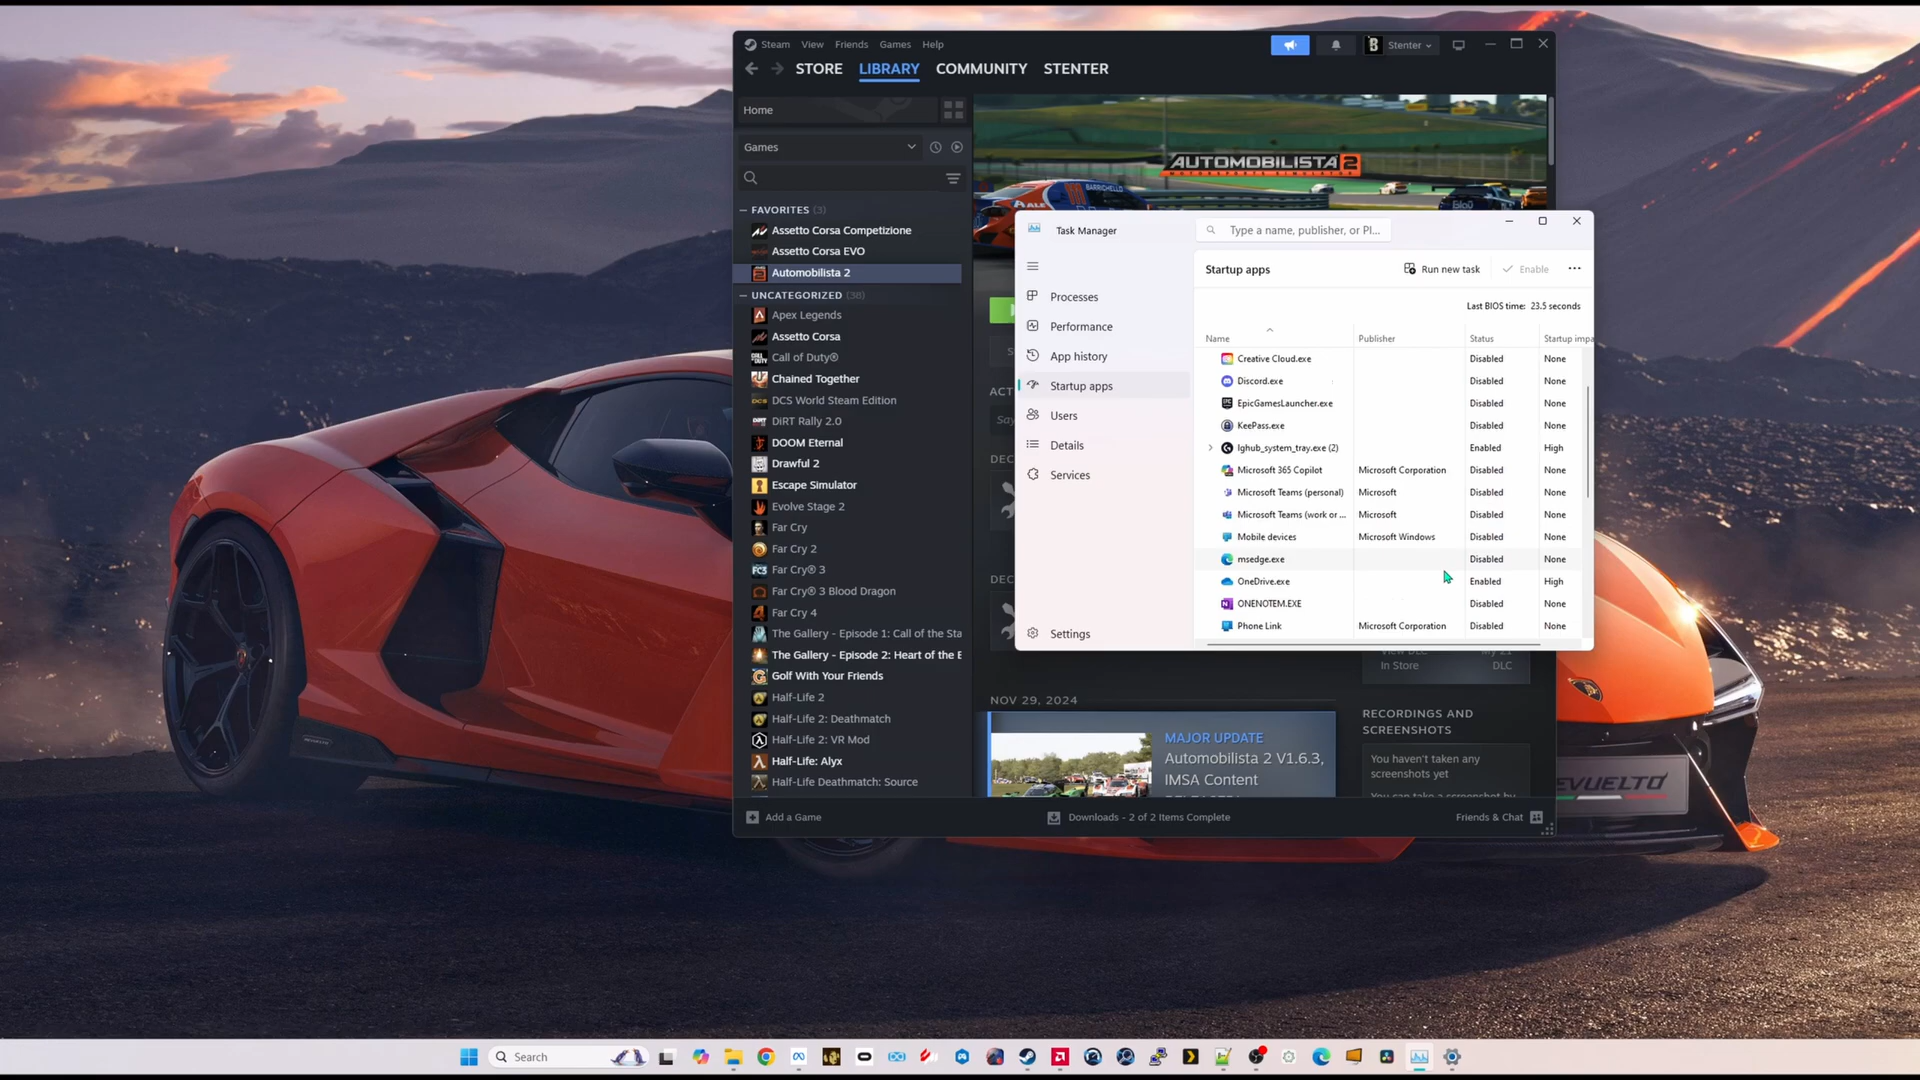 Steam View Friends Games Help
Stenter
STORE LIBRARY COMMUNITY STENTER
Home
Games
FAVORITES (3)
Assetto Corsa Competizione
Assetto Corsa EVO
Automobilista 2
UNCATEGORIZED (38)
Apex Legends
Assetto Corsa
Call of Duty®
Chained Together
DCS World Steam Edition
DiRT Rally 2.0
DOOM Eternal
Drawful 2
Escape Simulator
Evolve Stage 2
Far Cry
Far Cry 2
Far Cry® 3
Far Cry® 3 Blood Dragon
Far Cry 4
The Gallery - Episode 1: Call of the Sta
The Gallery - Episode 2: Heart of the E
Golf With Your Friends
Half-Life 2
Half-Life 2: Deathmatch
Half-Life 2: VR Mod
Half-Life: Alyx
Half-Life Deathmatch: Source
Add a Game
AUTOMOBILISTA 2
BARRICHELLO
Task Manager
Type a name, publisher, or PI...
Processes
Performance
App history
Startup apps
Users
Details
Services
Settings
Startup apps
Run new task
Enable
Last BIOS time: 23.5 seconds
Name Publisher Status Startup impa
Creative Cloud.exe Disabled None
Discord.exe Disabled None
EpicGamesLauncher.exe Disabled None
KeePass.exe Disabled None
lghub_system_tray.exe (2) Enabled High
Microsoft 365 Copilot Microsoft Corporation Disabled None
Microsoft Teams (personal) Microsoft Disabled None
Microsoft Teams (work or ... Microsoft Disabled None
Mobile devices Microsoft Windows Disabled None
msedge.exe Disabled None
OneDrive.exe Enabled High
ONENOTEM.EXE Disabled None
Phone Link Microsoft Corporation Disabled None
In Store
DLC
NOV 29, 2024
MAJOR UPDATE
Automobilista 2 V1.6.3,
IMSA Content
RECORDINGS AND
SCREENSHOTS
You haven't taken any
screenshots yet
Downloads - 2 of 2 Items Complete
Friends & Chat
REVUELTO
Search